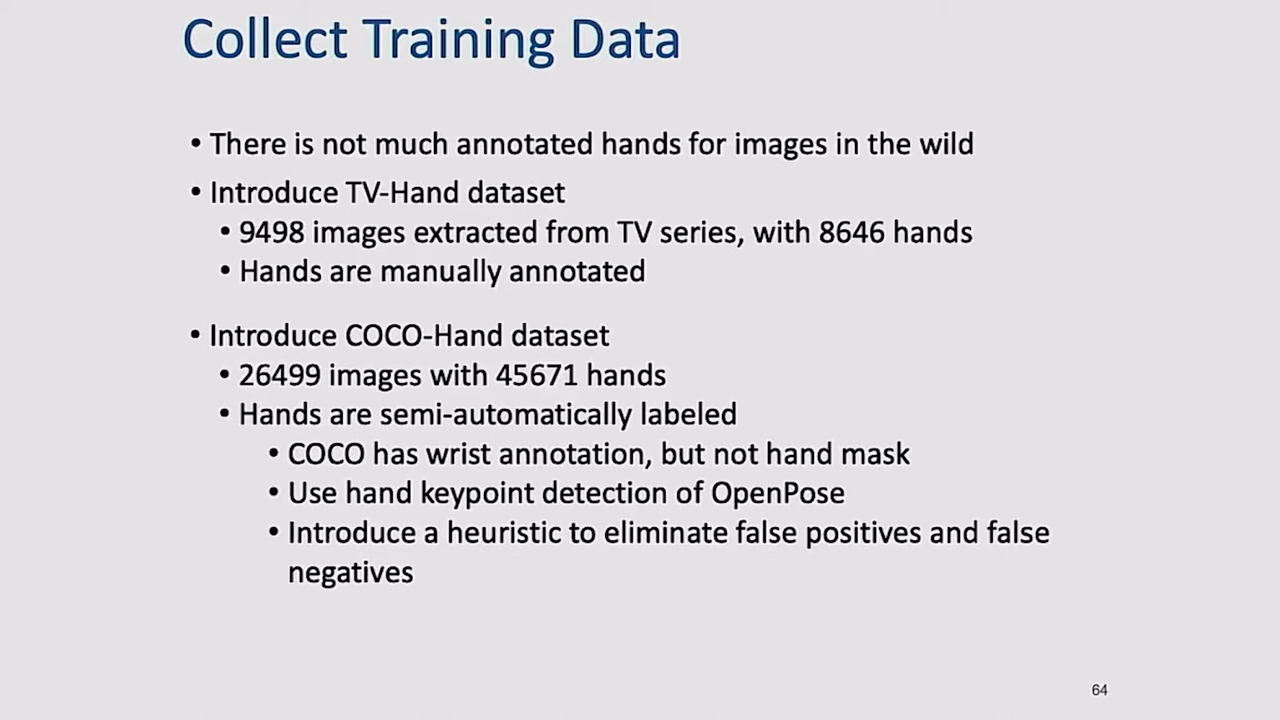 Collect Training Data
• There is not much annotated hands for images in the wild
• Introduce TV-Hand dataset
• 9498 images extracted from TV series, with 8646 hands
• Hands are manually annotated
• Introduce COCO-Hand dataset
• 26499 images with 45671 hands
• Hands are semi-automatically labeled
• COCO has wrist annotation, but not hand mask
• Use hand keypoint detection of OpenPose
• Introduce a heuristic to eliminate false positives and false
negatives
64